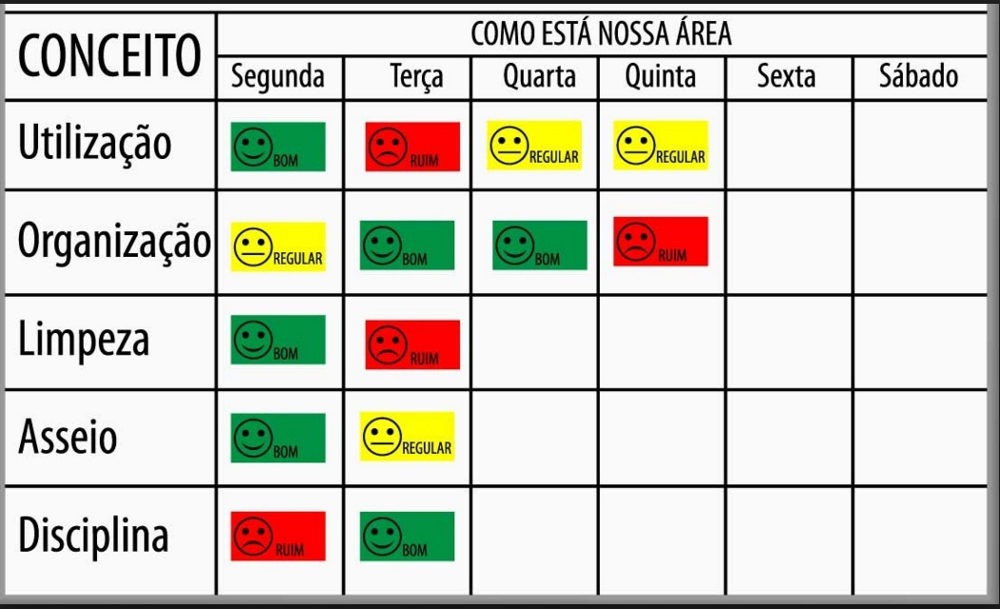 CONCEITO
COMO ESTÁ NOSSA ÁREA
Segunda Terça Quarta Quinta Sexta Sábado
Utilização BOM RUIM REGULAR REGULAR
Organização REGULAR BOM BOM RUIM
Limpeza BOM RUIM
Asseio BOM REGULAR
Disciplina RUIM BOM